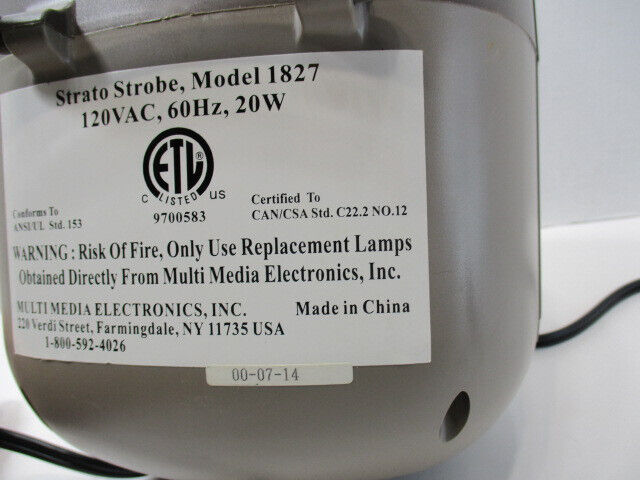 Strato Strobe, Model 1827
120VAC, 60Hz, 20W
ETL®
C LISTED US
9700583
Conforms To
ANSI/UL Std. 153
Certified To
CAN/CSA Std. C22.2 NO.12
WARNING : Risk Of Fire, Only Use Replacement Lamps
Obtained Directly From Multi Media Electronics, Inc.
MULTI MEDIA ELECTRONICS, INC. Made in China
220 Verdi Street, Farmingdale, NY 11735 USA
1-800-592-4026
00-07-14